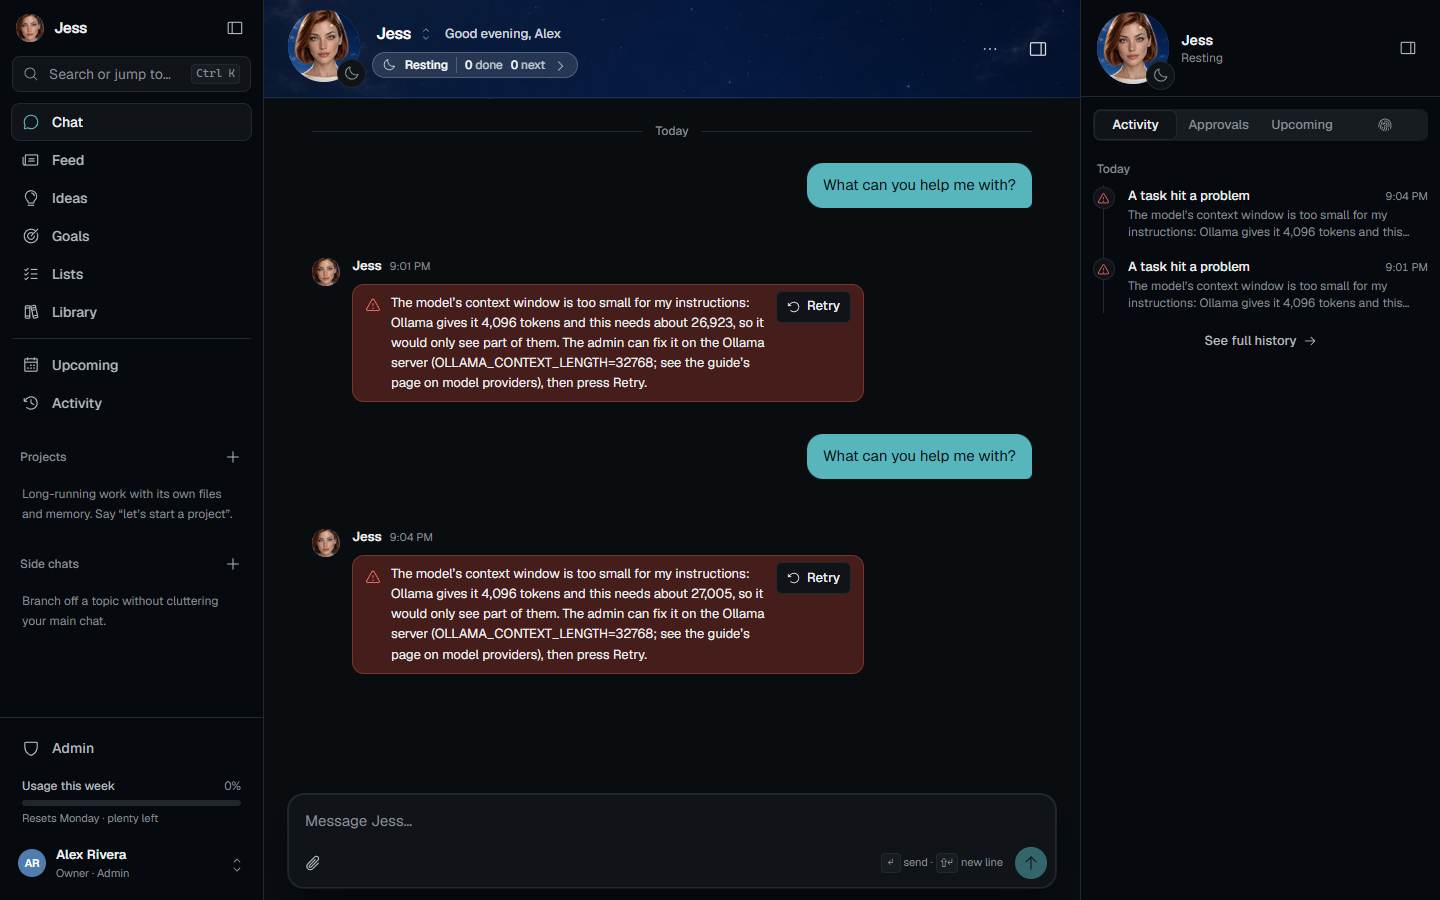 Jess
Search or jump to...
Ctrl K
Chat
Feed
Ideas
Goals
Lists
Library
Upcoming
Activity
Projects
Long-running work with its own files
and memory. Say “let’s start a project”.
Side chats
Branch off a topic without cluttering
your main chat.
Admin
Usage this week
0%
Resets Monday · plenty left
AR
Alex Rivera
Owner · Admin
Jess
Good evening, Alex
Resting
0 done 0 next
Today
What can you help me with?
Jess 9:01 PM
The model’s context window is too small for my instructions:
Ollama gives it 4,096 tokens and this needs about 26,923, so it
would only see part of them. The admin can fix it on the Ollama
server (OLLAMA_CONTEXT_LENGTH=32768; see the guide’s
page on model providers), then press Retry.
Retry
What can you help me with?
Jess 9:04 PM
The model’s context window is too small for my instructions:
Ollama gives it 4,096 tokens and this needs about 27,005, so it
would only see part of them. The admin can fix it on the Ollama
server (OLLAMA_CONTEXT_LENGTH=32768; see the guide’s
page on model providers), then press Retry.
Retry
Message Jess...
send · new line
Jess
Resting
Activity
Approvals
Upcoming
Today
A task hit a problem 9:04 PM
The model’s context window is too small for my
instructions: Ollama gives it 4,096 tokens and this...
A task hit a problem 9:01 PM
The model’s context window is too small for my
instructions: Ollama gives it 4,096 tokens and this...
See full history →